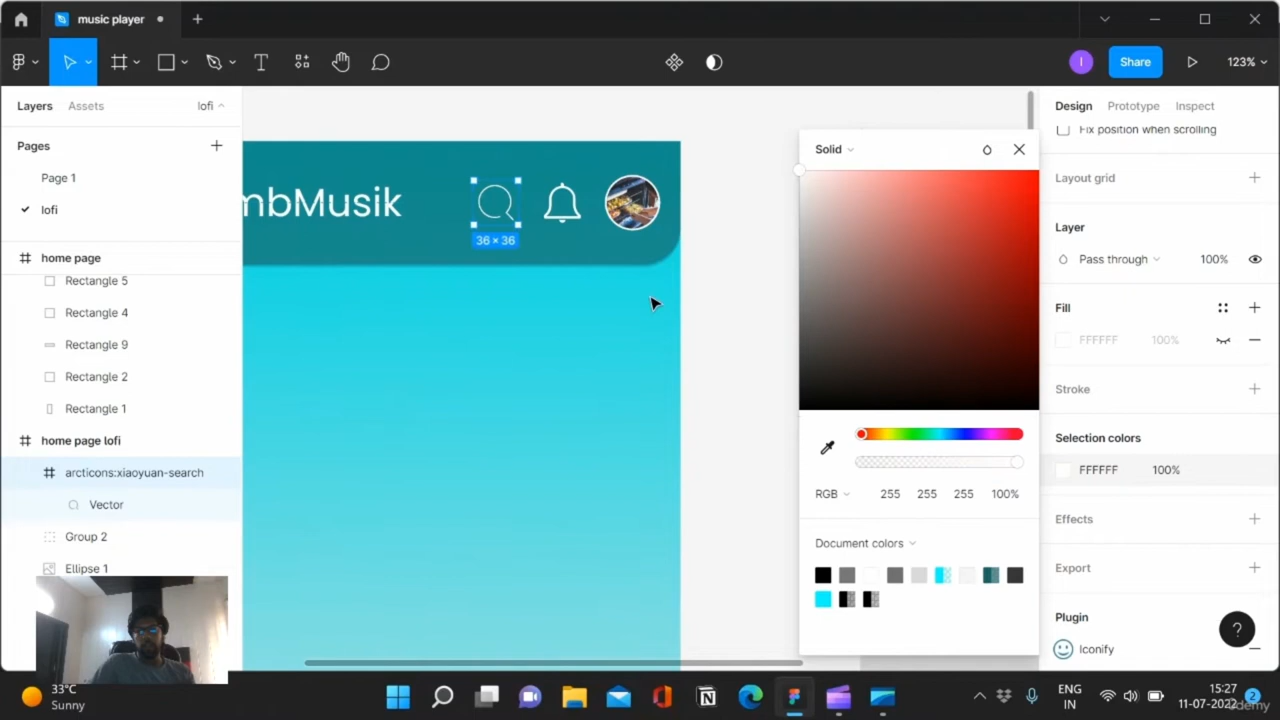 music player
Share
123%
Layers
Assets
lofi
Pages
Page 1
lofi
home page
Rectangle 5
Rectangle 4
Rectangle 9
Rectangle 2
Rectangle 1
home page lofi
arcticons:xiaoyuan-search
Vector
Group 2
Ellipse 1
mbMusik
36 × 36
Solid
RGB
255
255
255
100%
Document colors
Design
Prototype
Inspect
Fix position when scrolling
Layout grid
Layer
Pass through
100%
Fill
FFFFFF
100%
Stroke
Selection colors
FFFFFF
100%
Effects
Export
Plugin
Iconify
?
33°C
Sunny
ENG
IN
15:27
11-07-2022
2
Udemy
I